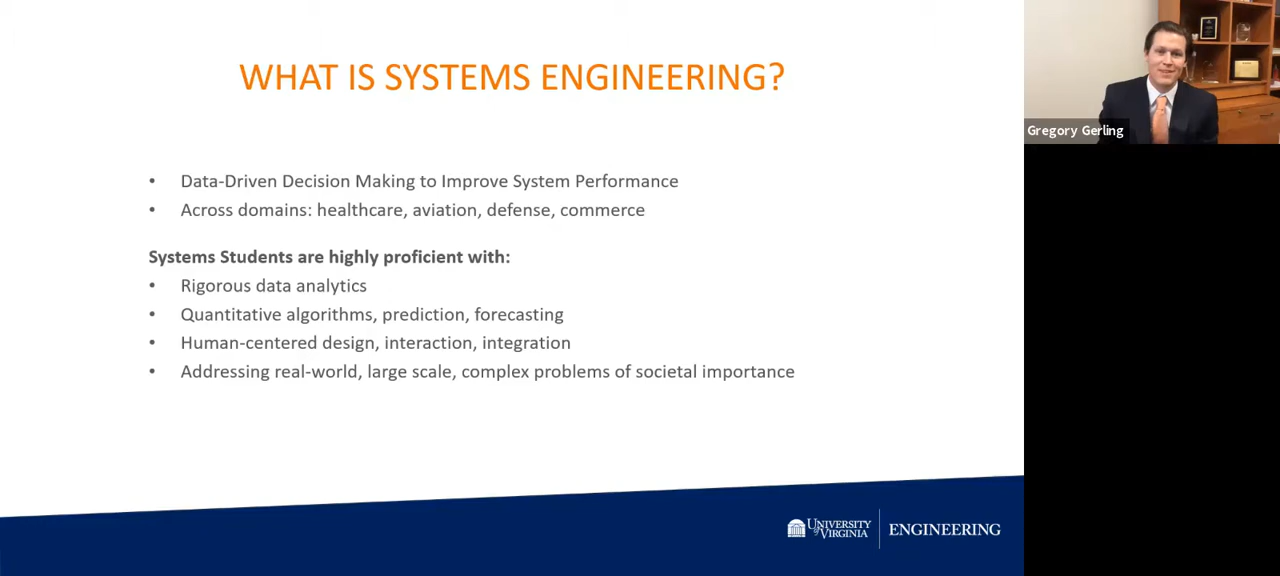 WHAT IS SYSTEMS ENGINEERING?
• Data-Driven Decision Making to Improve System Performance
• Across domains: healthcare, aviation, defense, commerce
Systems Students are highly proficient with:
• Rigorous data analytics
• Quantitative algorithms, prediction, forecasting
• Human-centered design, interaction, integration
• Addressing real-world, large scale, complex problems of societal importance
UNIVERSITY
of VIRGINIA
ENGINEERING
Gregory Gerling